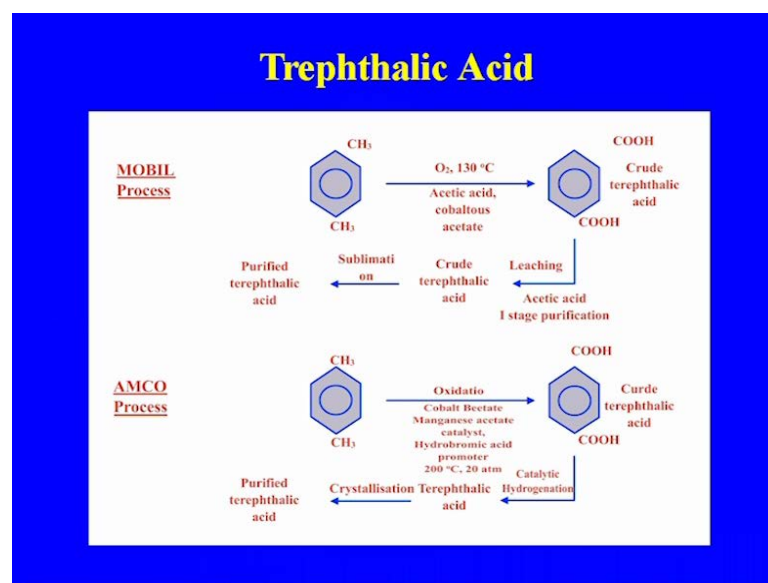 Trephthalic Acid
MOBIL
Process
CH₃
CH₃
O₂, 130 ºC
Acetic acid,
cobaltous
acetate
COOH
COOH
Crude
terephthalic
acid
Leaching
Acetic acid
I stage purification
Crude
terephthalic
acid
Sublimati
on
Purified
terephthalic
acid
AMCO
Process
CH₃
CH₃
Oxidatio
Cobalt Beetate
Manganese acetate
catalyst,
Hydrobromic acid
promoter
200 ºC, 20 atm
COOH
COOH
Curde
terephthalic
acid
Catalytic
Hydrogenation
Terephthalic
acid
Crystallisation
Purified
terephthalic
acid